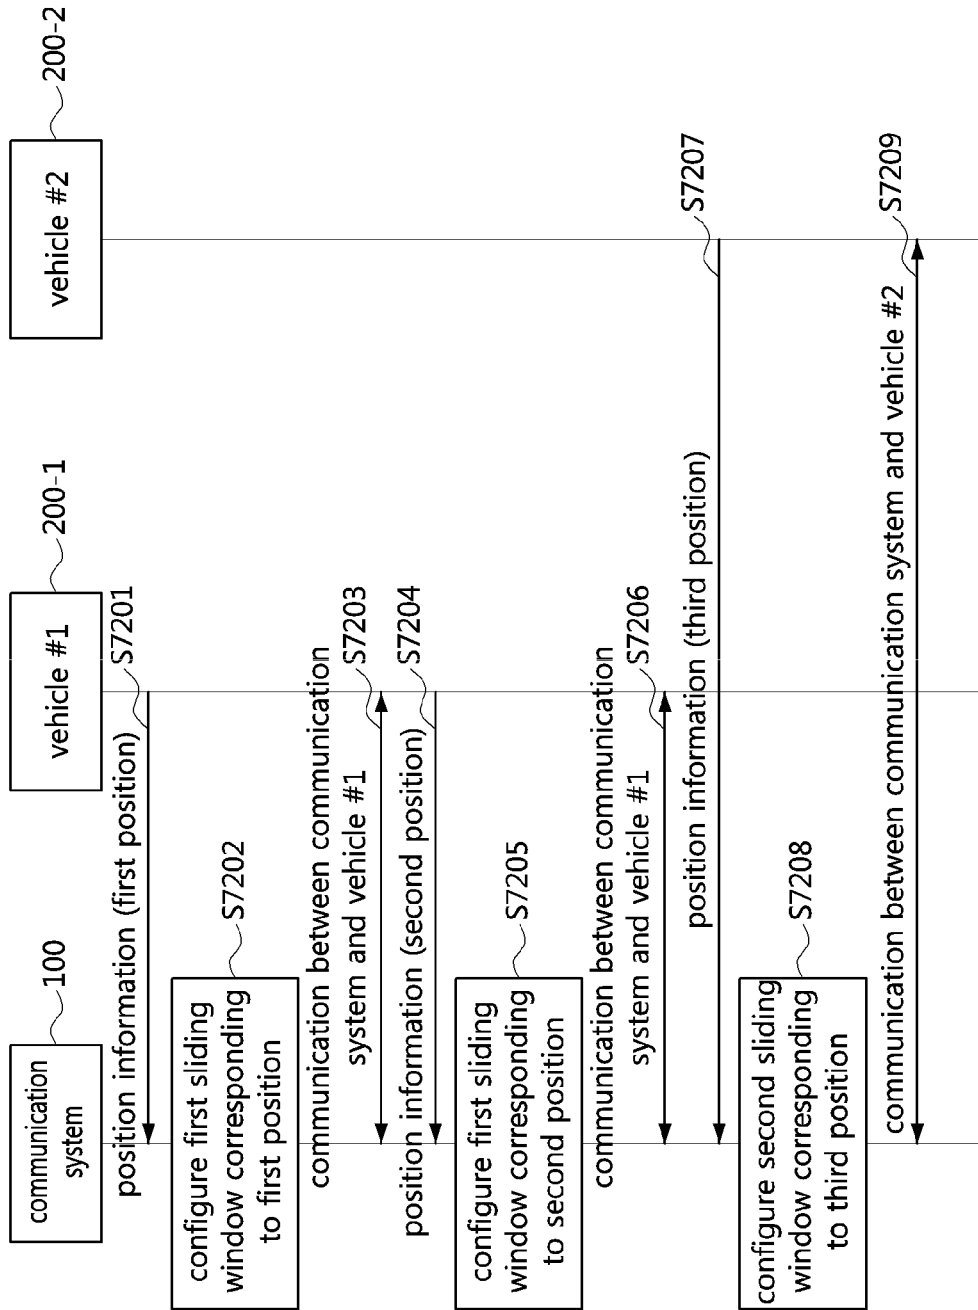 communication
system
100
vehicle #1
200-1
vehicle #2
200-2
position information (first position)
S7201
configure first sliding
window corresponding
to first position
S7202
communication between communication
system and vehicle #1
S7203
position information (second position)
S7204
configure first sliding
window corresponding
to second position
S7205
communication between communication
system and vehicle #1
S7206
position information (third position)
S7207
configure second sliding
window corresponding
to third position
S7208
communication between communication system and vehicle #2
S7209